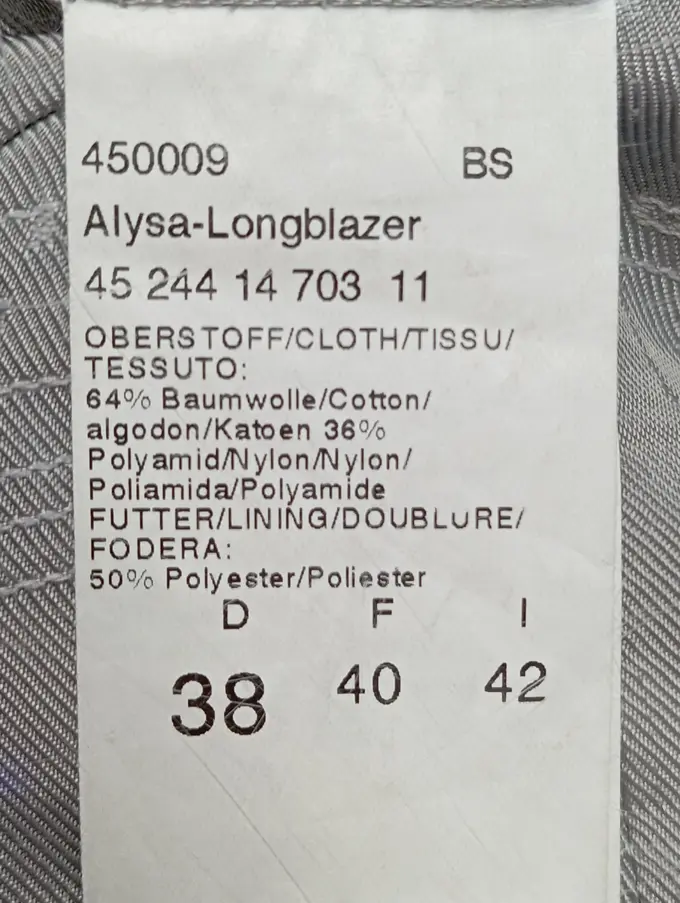 450009 BS
Alysa-Longblazer
45 244 14 703 11
OBERSTOFF/CLOTH/TISSU/
TESSUTO:
64% Baumwolle/Cotton/
algodon/Katoen 36%
Polyamid/Nylon/Nylon/
Poliamida/Polyamide
FUTTER/LINING/DOUBLURE/
FODERA:
50% Polyester/Poliester
D F I
38 40 42